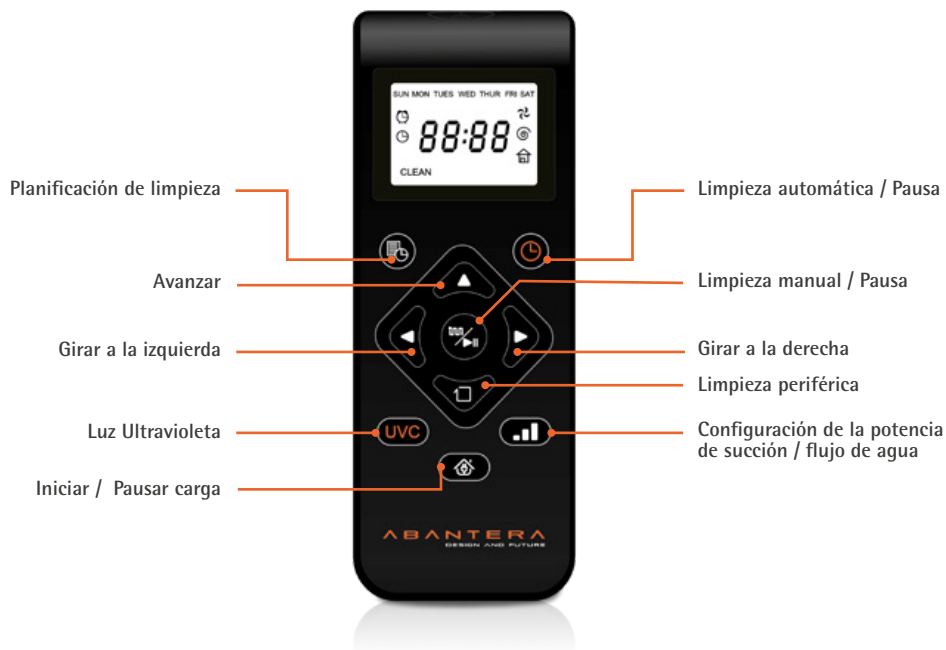 SUN MON TUES WED THUR FRI SAT
88:88
CLEAN
Planificación de limpieza
Limpieza automática / Pausa
Avanzar
Limpieza manual / Pausa
Girar a la izquierda
Girar a la derecha
Limpieza periférica
Luz Ultravioleta
UVC
Configuración de la potencia
de succión / flujo de agua
Iniciar / Pausar carga
ABANTERA
DESIGN AND FUTURE